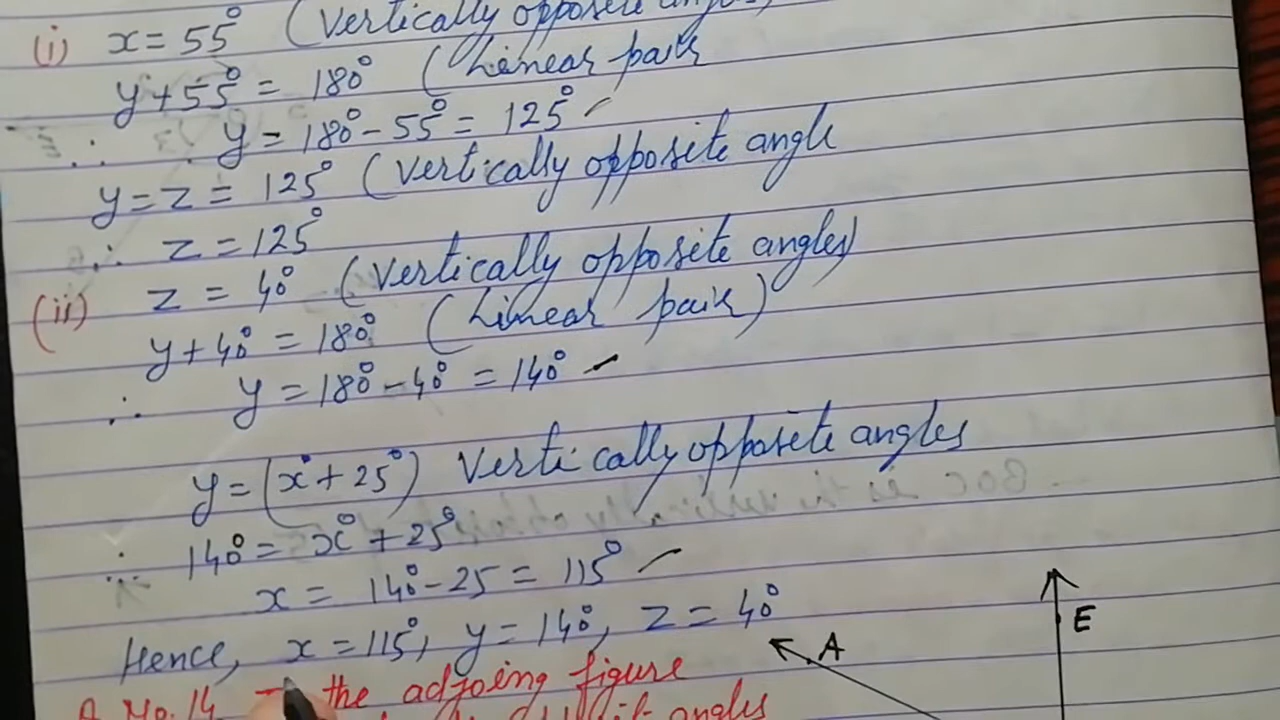 (i) x = 55° (Vertically opposite angles)
y + 55° = 180° (Linear pair
∴ y = 180° - 55° = 125°
y = z = 125° (Vertically opposite angle
∴ z = 125°
(ii) z = 40° (Vertically opposite angles)
y + 40° = 180° (Linear pair)
∴ y = 180° - 40° = 140°
y = (x° + 25°) Vertically opposite angles
∴ 140° = x° + 25°
x = 140° - 25 = 115°
Hence, x = 115°, y = 140°, z = 40°
E
A
the adjoing figure
angles